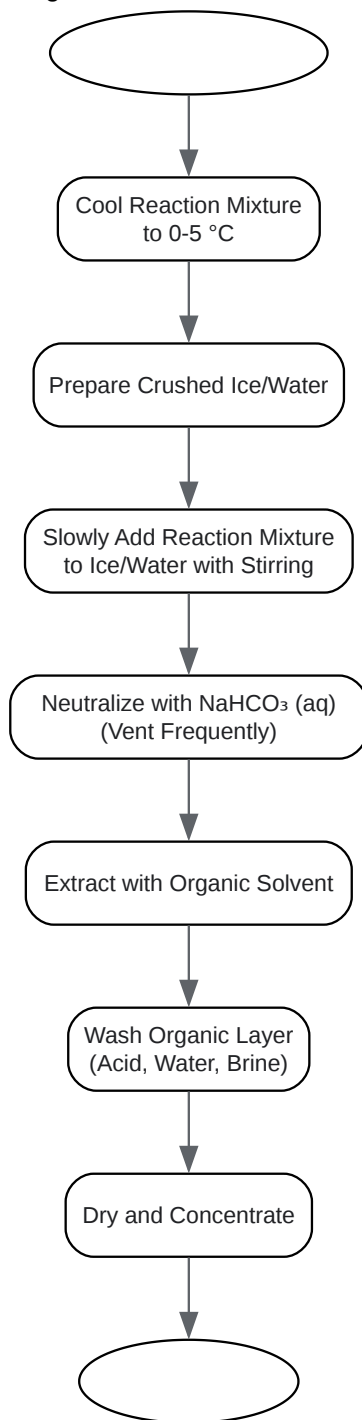 Cool Reaction Mixture
to 0-5 °C
Prepare Crushed Ice/Water
Slowly Add Reaction Mixture
to Ice/Water with Stirring
Neutralize with NaHCO₃ (aq)
(Vent Frequently)
Extract with Organic Solvent
Wash Organic Layer
(Acid, Water, Brine)
Dry and Concentrate